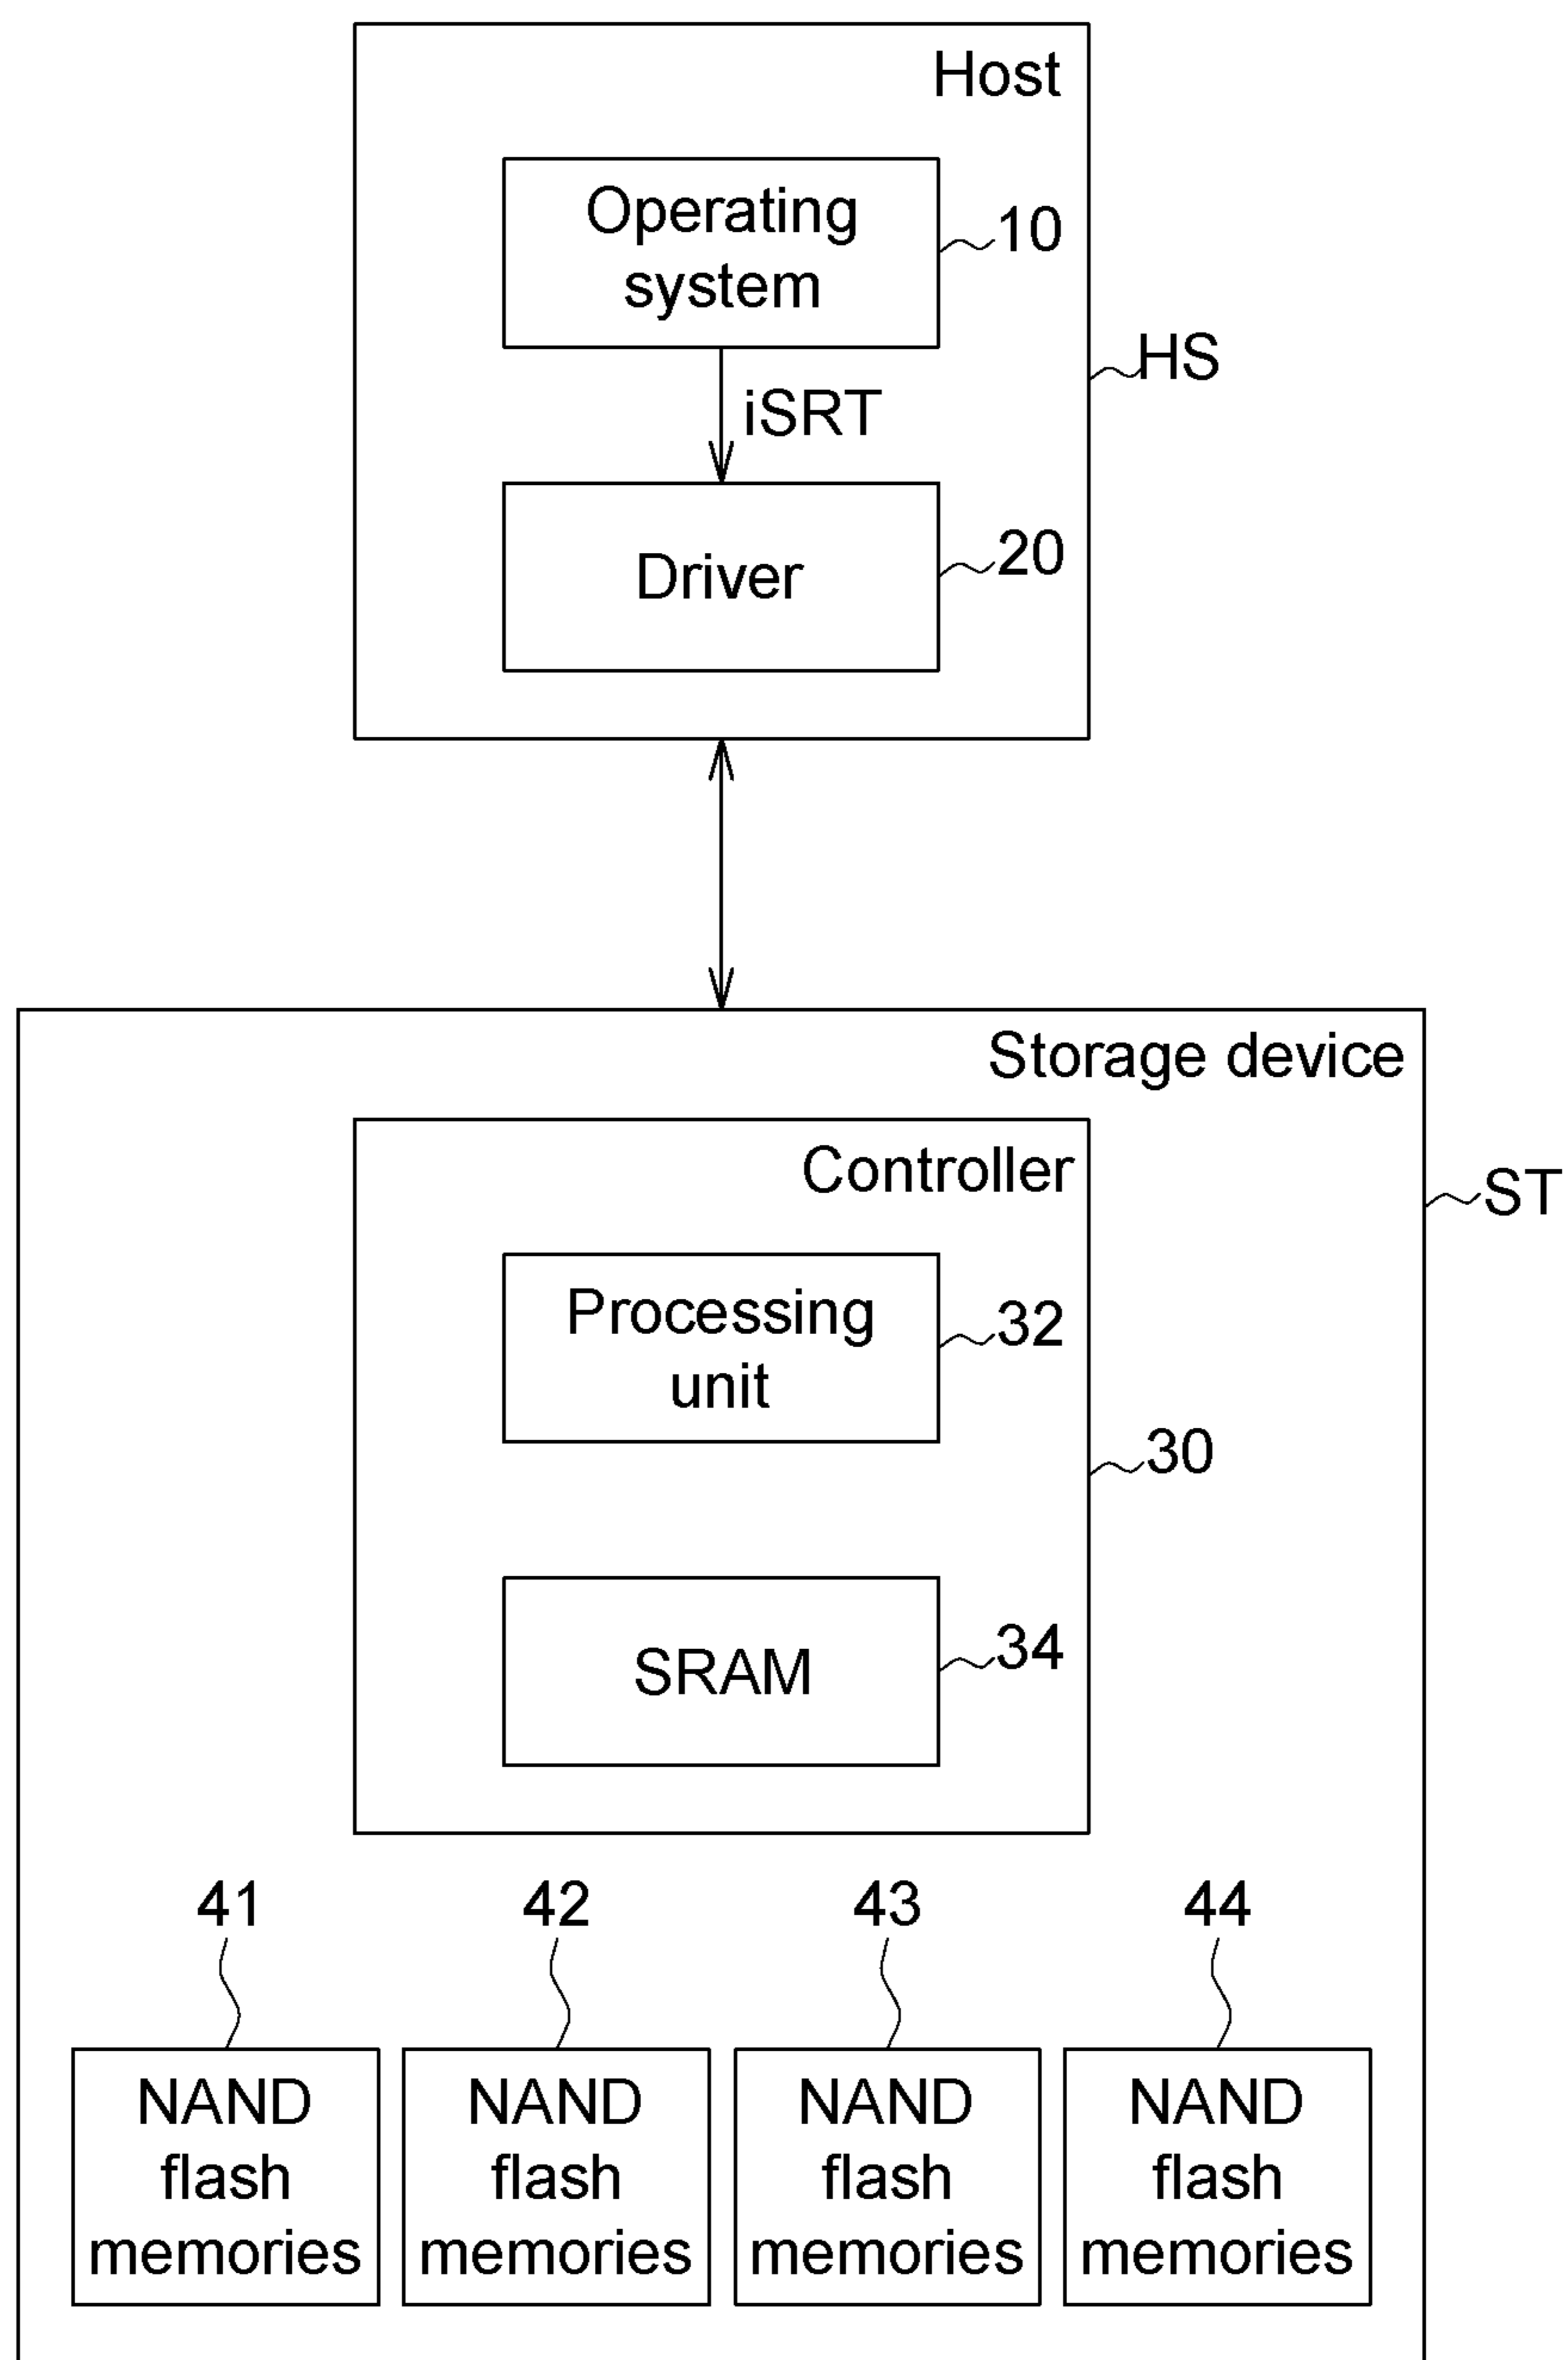 Host
Operating
system
10
HS
iSRT
Driver
20
Storage device
Controller
ST
Processing
unit
32
30
SRAM
34
41
42
43
44
NAND
flash
memories
NAND
flash
memories
NAND
flash
memories
NAND
flash
memories